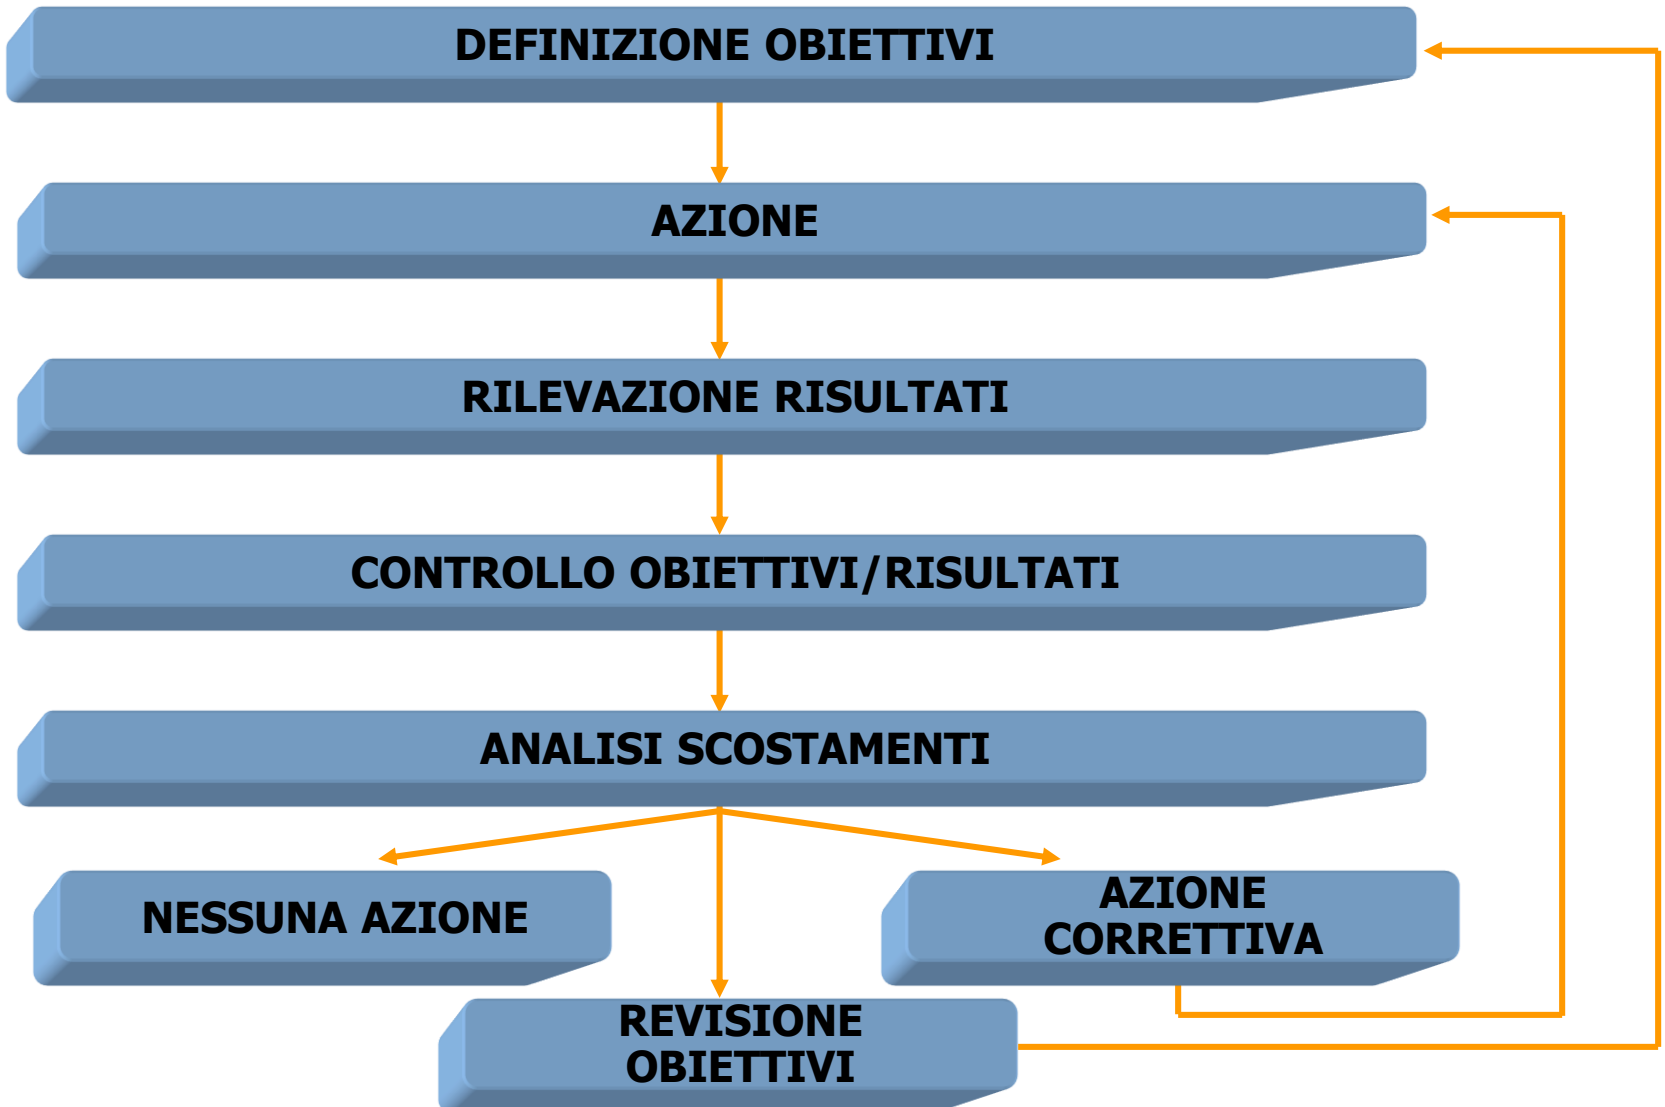 DEFINIZIONE OBIETTIVI
AZIONE
RILEVAZIONE RISULTATI
CONTROLLO OBIETTIVI/RISULTATI
ANALISI SCOSTAMENTI
NESSUNA AZIONE
AZIONE
CORRETTIVA
REVISIONE
OBIETTIVI